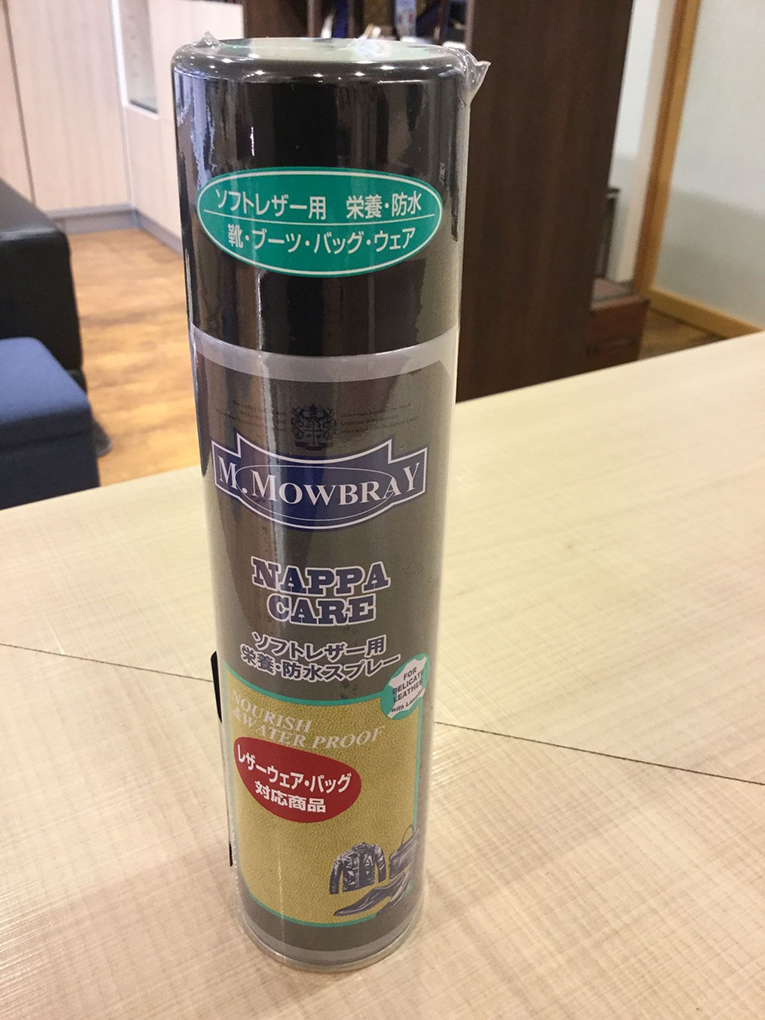 ソフトレザー用 栄養・防水
靴・ブーツ・バッグ・ウェア
M. MOWBRAY
NAPPA
CARE
ソフトレザー用
栄養・防水スプレー
FOR
DELICATE
LEATHER
with
NOURISH
&WATER PROOF
レザーウェア・バッグ
対応商品